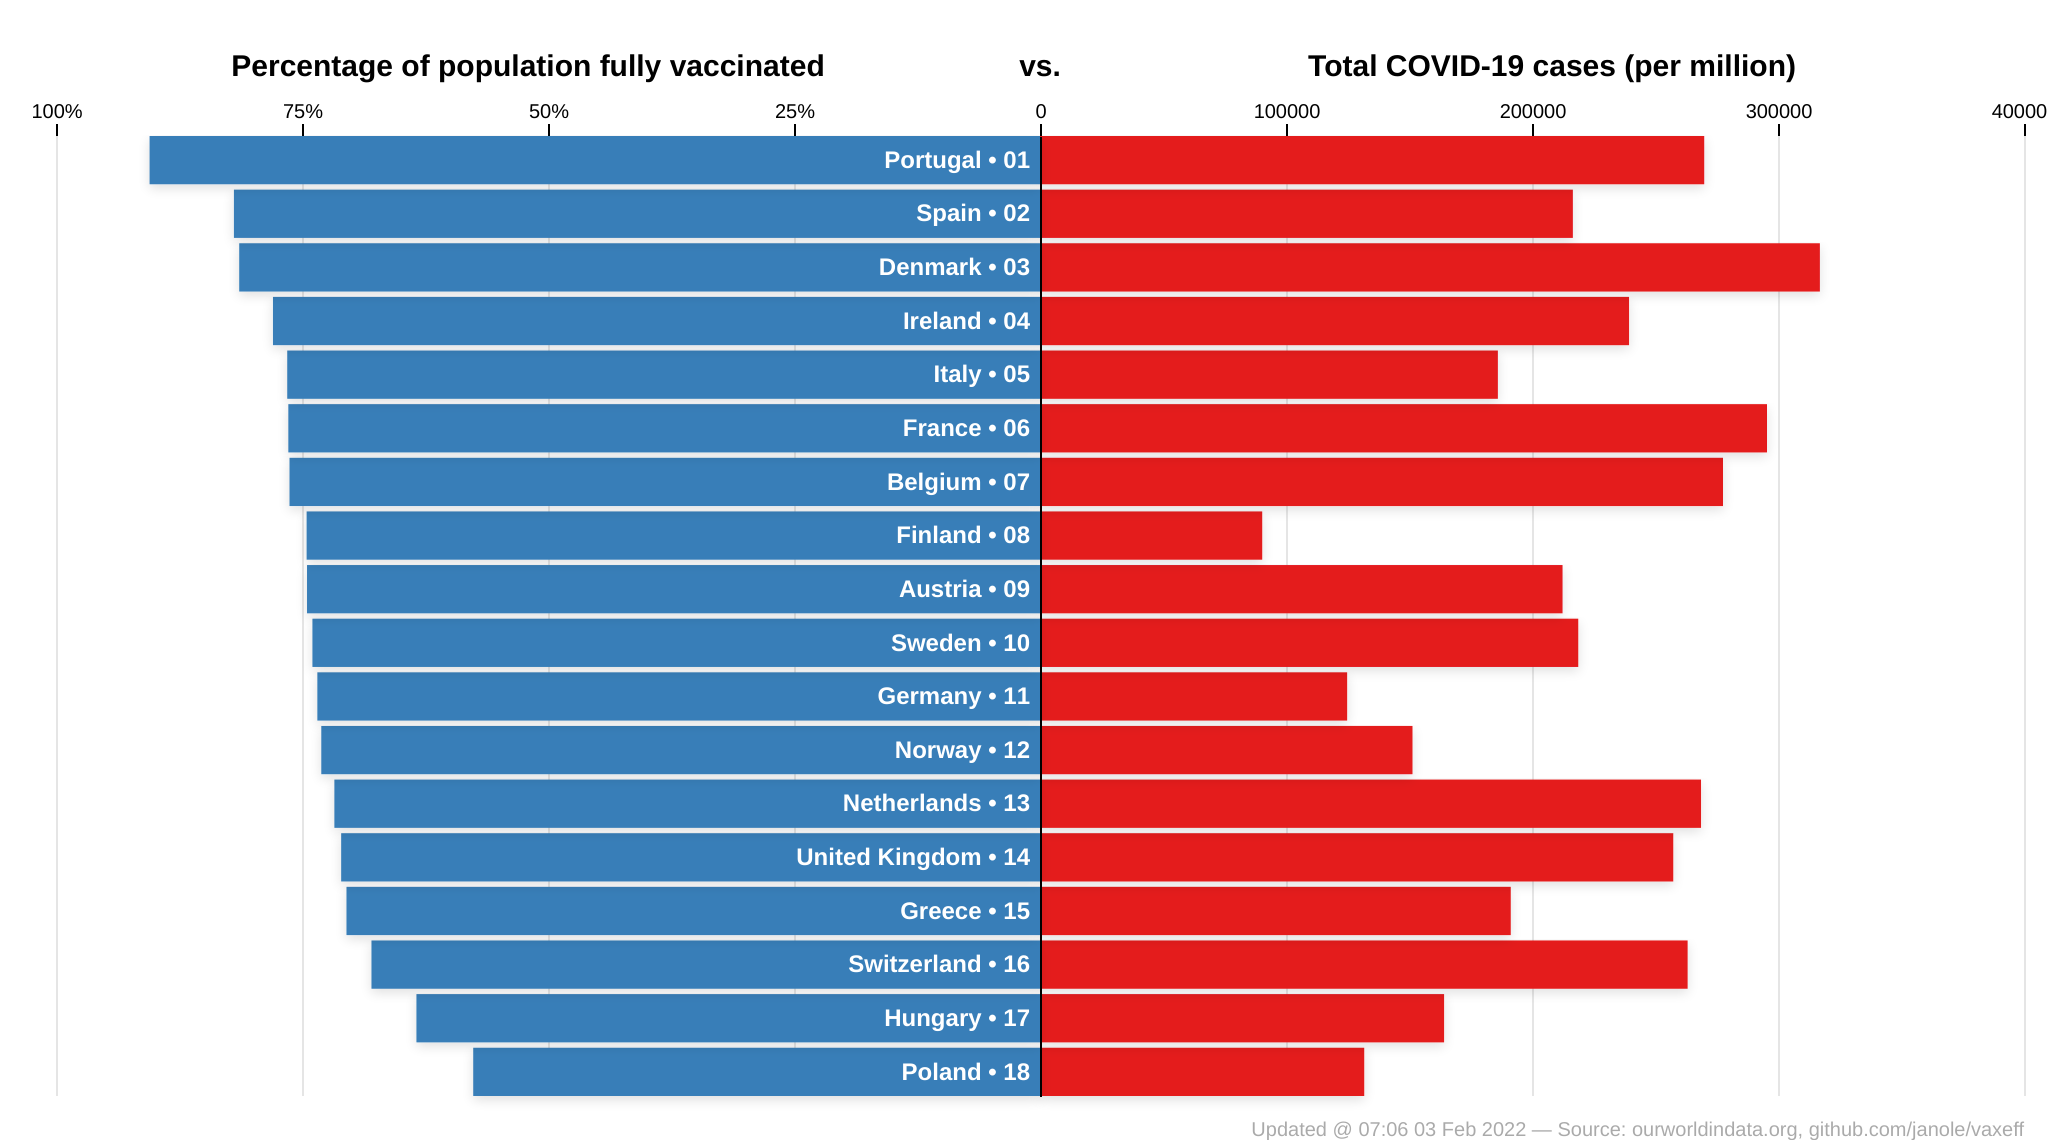 Percentage of population fully vaccinated vs. Total COVID-19 cases (per million)
100% 75% 50% 25% 0 100000 200000 300000 40000
Portugal • 01
Spain • 02
Denmark • 03
Ireland • 04
Italy • 05
France • 06
Belgium • 07
Finland • 08
Austria • 09
Sweden • 10
Germany • 11
Norway • 12
Netherlands • 13
United Kingdom • 14
Greece • 15
Switzerland • 16
Hungary • 17
Poland • 18
Updated @ 07:06 03 Feb 2022 — Source: ourworldindata.org, github.com/janole/vaxeff